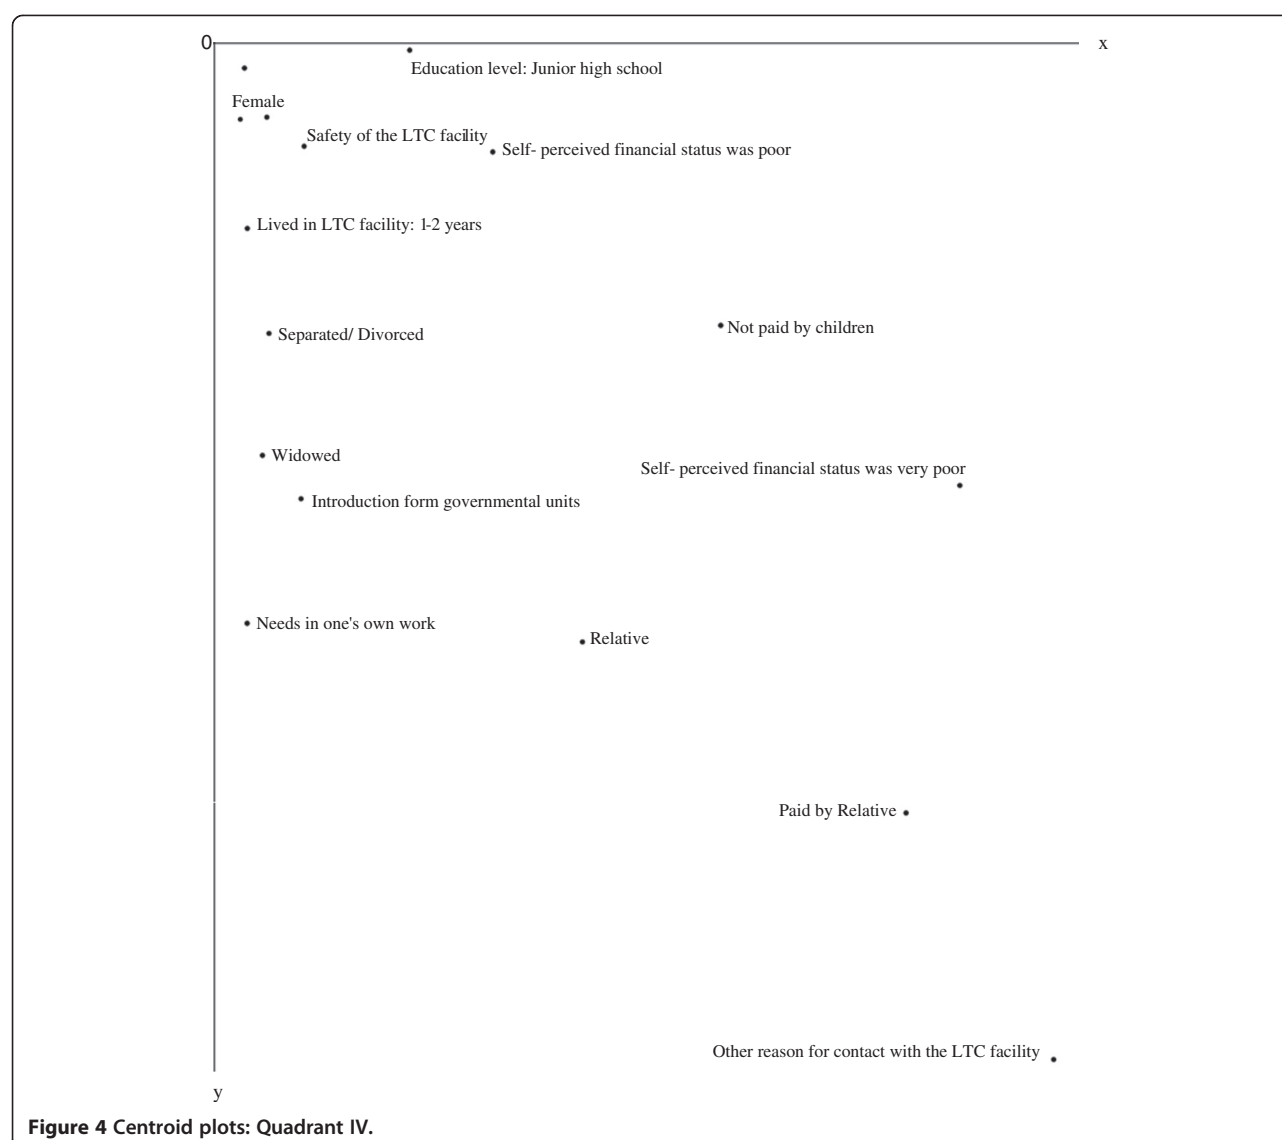 0
x
Education level: Junior high school
Female
Safety of the LTC facility
Self- perceived financial status was poor
Lived in LTC facility: 1-2 years
Not paid by children
Separated/ Divorced
Widowed
Self- perceived financial status was very poor
Introduction form governmental units
Needs in one's own work
Relative
Paid by Relative
Other reason for contact with the LTC facility
y
Figure 4 Centroid plots: Quadrant IV.